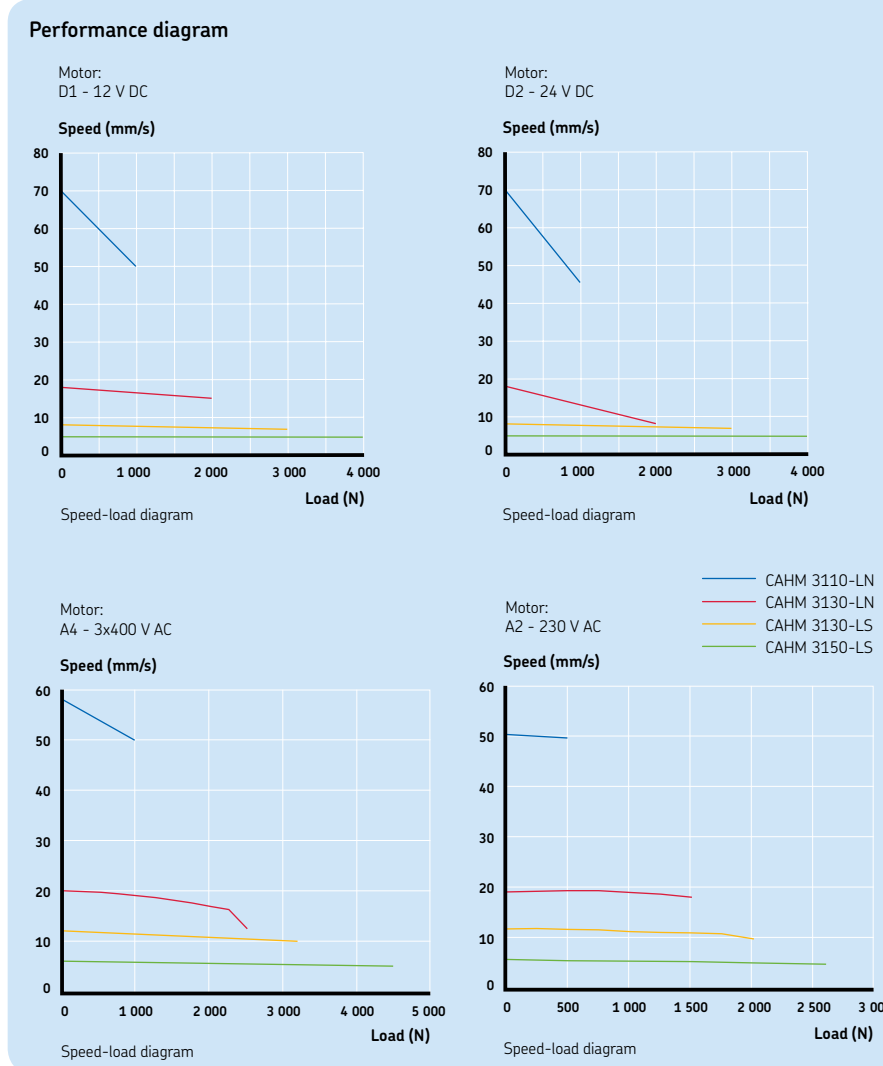 Performance diagram
Motor:
D1 - 12 V DC
Speed (mm/s)
80
70
60
50
40
30
20
10
0
0 1 000 2 000 3 000 4 000
Load (N)
Speed-load diagram
Motor:
D2 - 24 V DC
Speed (mm/s)
80
70
60
50
40
30
20
10
0
0 1 000 2 000 3 000 4 000
Load (N)
Speed-load diagram
CAHM 3110-LN
CAHM 3130-LN
CAHM 3130-LS
CAHM 3150-LS
Motor:
A4 - 3x400 V AC
Speed (mm/s)
60
50
40
30
20
10
0
0 1 000 2 000 3 000 4 000 5 000
Load (N)
Speed-load diagram
Motor:
A2 - 230 V AC
Speed (mm/s)
60
50
40
30
20
10
0
0 500 1 000 1 500 2 000 2 500 3 00
Load (N)
Speed-load diagram